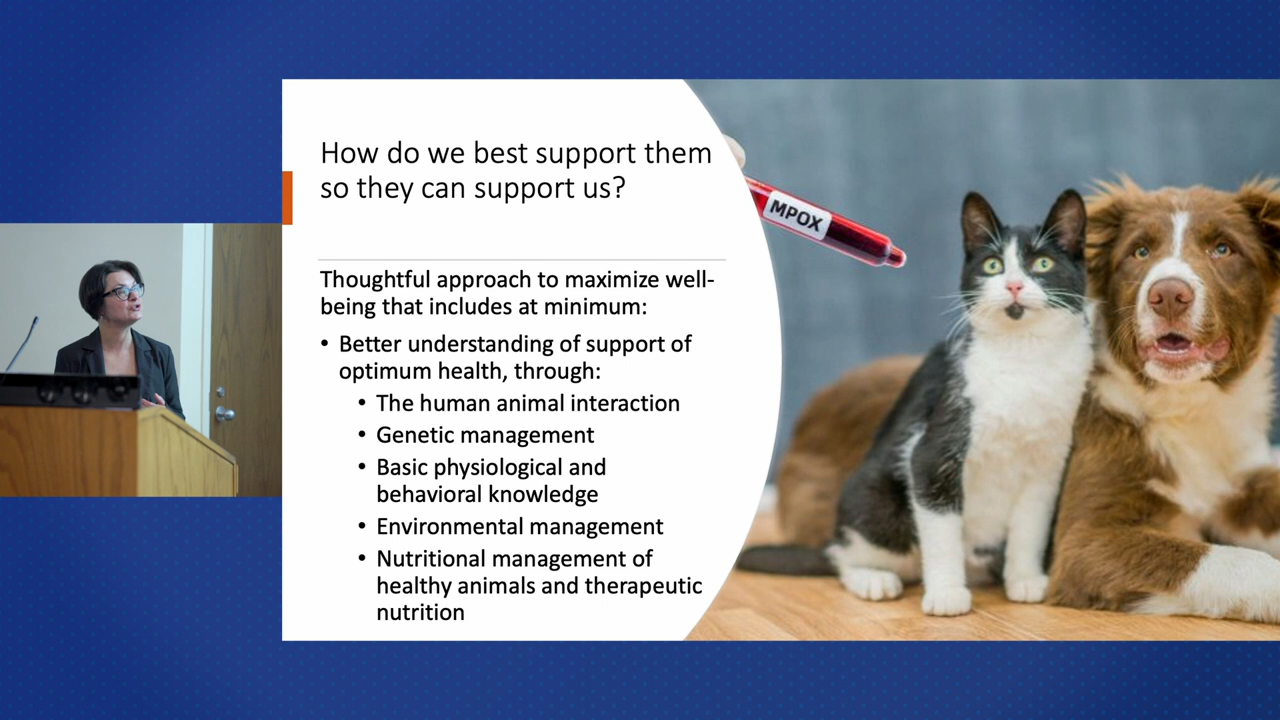 How do we best support them
so they can support us?
Thoughtful approach to maximize well-
being that includes at minimum:
• Better understanding of support of
optimum health, through:
• The human animal interaction
• Genetic management
• Basic physiological and
behavioral knowledge
• Environmental management
• Nutritional management of
healthy animals and therapeutic
nutrition
MPOX